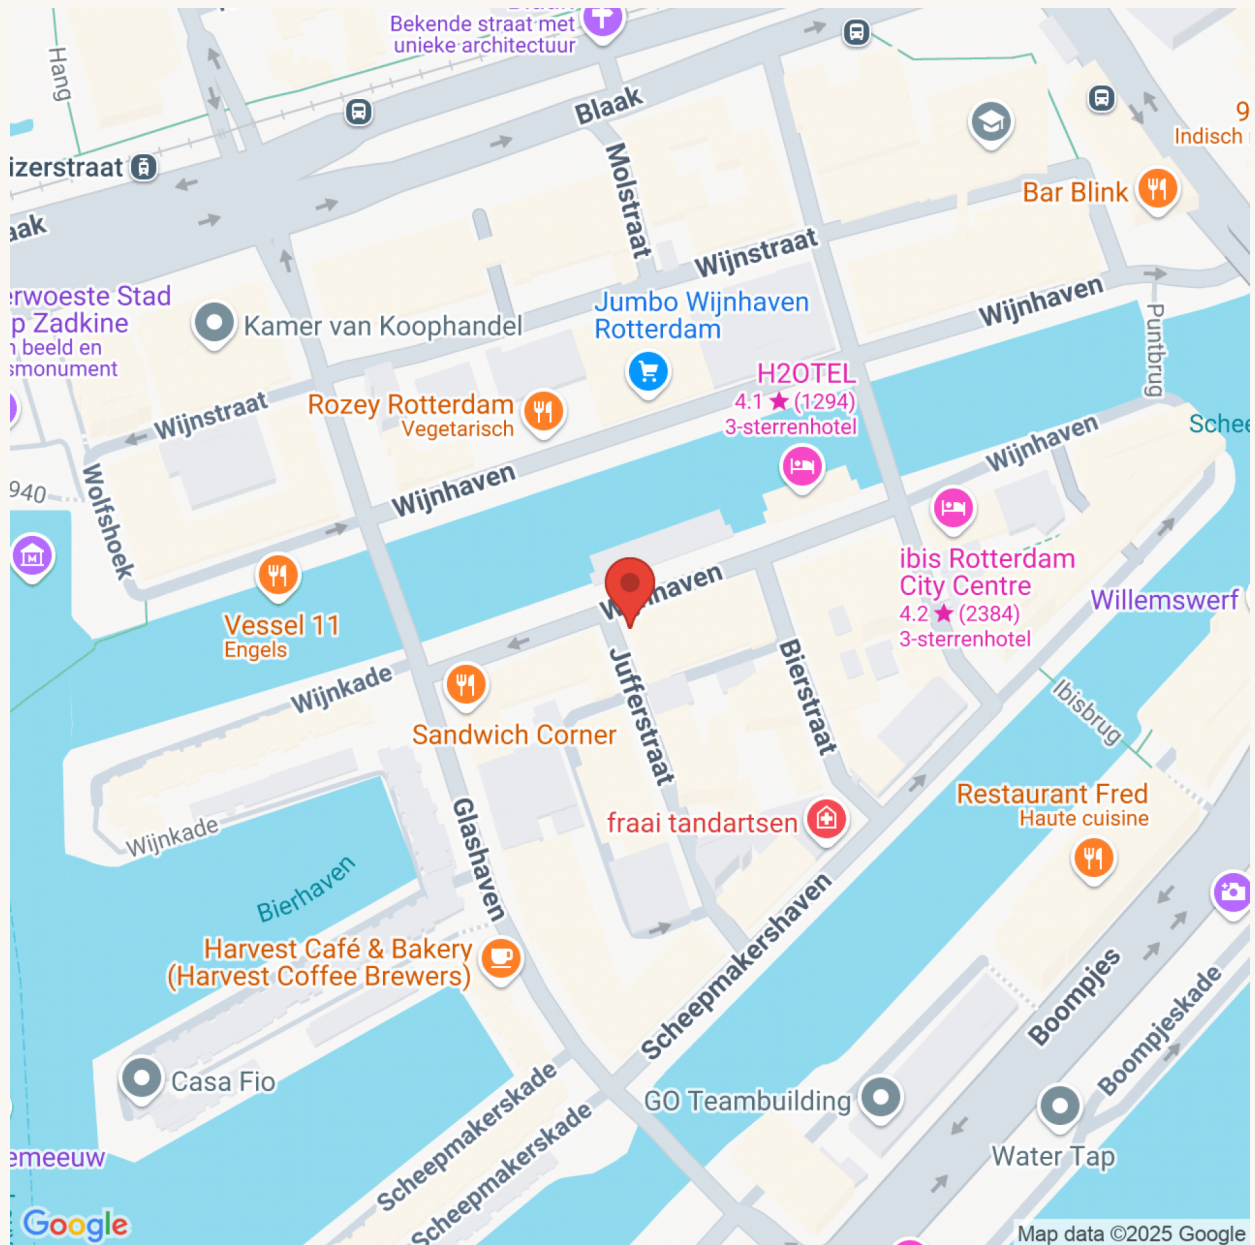 Bekende straat met
unieke architectuur
Hang
Blaak
9
Indisch
izerstraat
Molstraat
Bar Blink
aak
Wijnstraat
Wijnhaven
Puntbrug
erwoeste Stad
p Zadkine
n beeld en
smonument
Kamer van Koophandel
Jumbo Wijnhaven
Rotterdam
H2OTEL
4.1 ★ (1294)
3-sterrenhotel
Rozey Rotterdam
Vegetarisch
Wijnstraat
Schee
Wijnhaven
Wijnhaven
940
Wolfshoek
ibis Rotterdam
City Centre
4.2 ★ (2384)
3-sterrenhotel
Wijnhaven
Willemswerf
Vessel 11
Engels
Wijnkade
Jufferstraat
Bierstraat
Ibisbrug
Sandwich Corner
Restaurant Fred
Haute cuisine
fraai tandartsen
Wijnkade
Glashaven
Bierhaven
Harvest Café & Bakery
(Harvest Coffee Brewers)
Scheepmakershaven
Boompjes
Boompjeskade
Casa Fio
Scheepmakerskade
GO Teambuilding
Scheepmakerskade
Water Tap
emeeuw
Google
Map data ©2025 Google